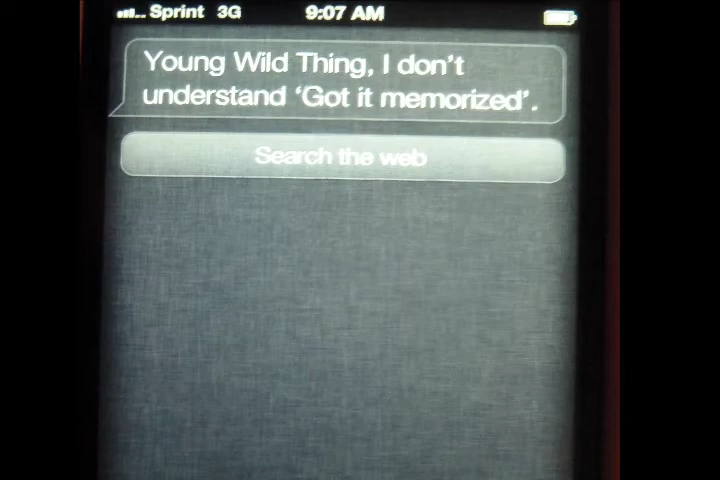 Sprint 3G 9:07 AM
Young Wild Thing, I don't
understand ‘Got it memorized’.
Search the web